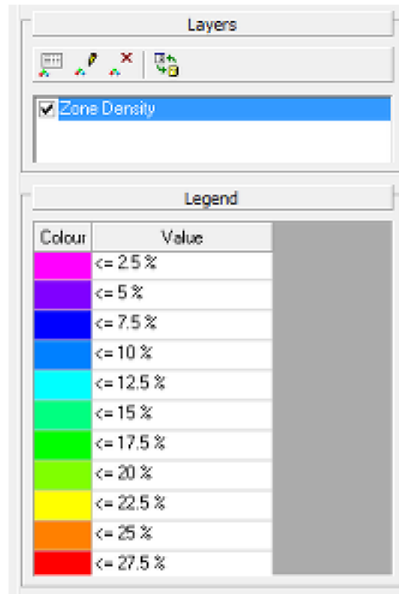 Layers
Zone Density
Legend
Colour Value
<= 2.5 %
<= 5 %
<= 7.5 %
<= 10 %
<= 12.5 %
<= 15 %
<= 17.5 %
<= 20 %
<= 22.5 %
<= 25 %
<= 27.5 %